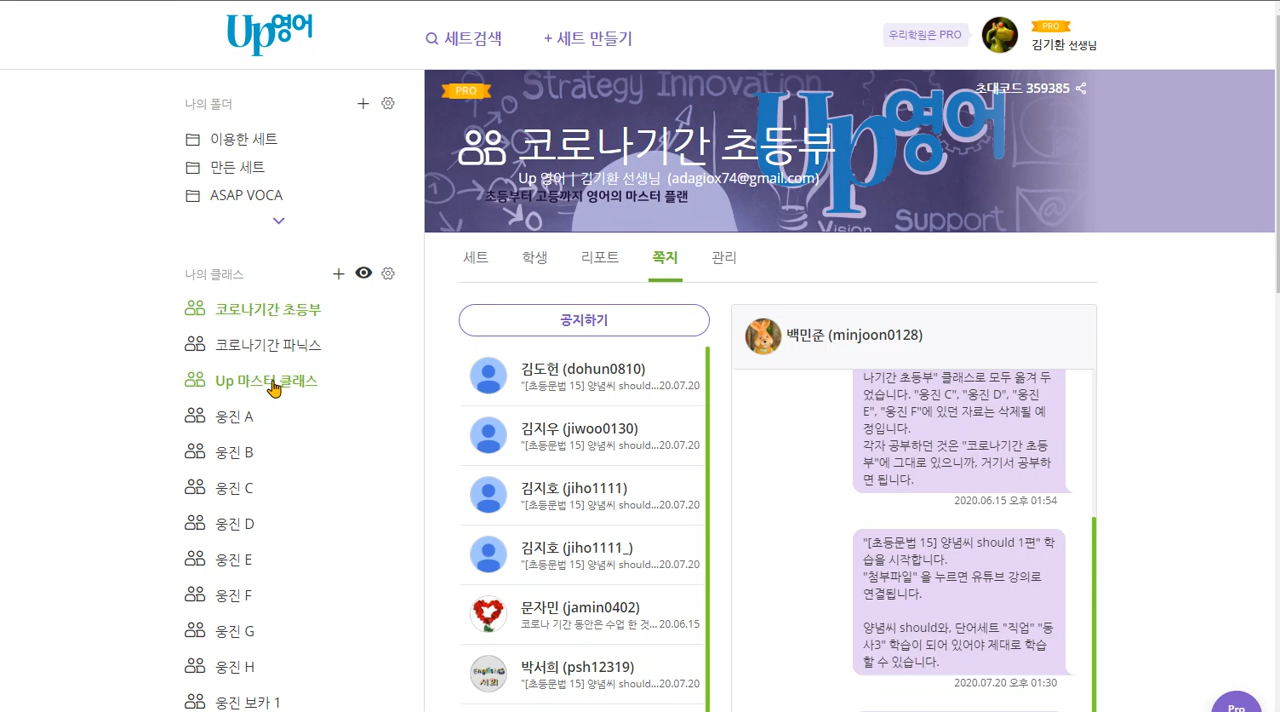 Up영어
세트검색
+ 세트 만들기
우리학원은 PRO
PRO
김기환 선생님
나의 폴더
이용한 세트
만든 세트
ASAP VOCA
나의 클래스
코로나기간 초등부
코로나기간 파닉스
Up 마스터 클래스
웅진 A
웅진 B
웅진 C
웅진 D
웅진 E
웅진 F
웅진 G
웅진 H
웅진 보카 1
PRO
Strategy Innovation
초대코드 359385
Up영어
코로나기간 초등부
Up 영어 | 김기환 선생님 (adagiox74@gmail.com)
초등부터 고등까지 영어의 마스터 플랜
Vision
Support
세트
학생
리포트
쪽지
관리
공지하기
김도헌 (dohun0810)
"[초등문법 15] 양념씨 should...20.07.20
김지우 (jiwoo0130)
"[초등문법 15] 양념씨 should...20.07.20
김지호 (jiho1111)
"[초등문법 15] 양념씨 should...20.07.20
김지호 (jiho1111_)
"[초등문법 15] 양념씨 should...20.07.20
문자민 (jamin0402)
코로나 기간 동안은 수업 한 것...20.06.15
박서희 (psh12319)
"[초등문법 15] 양념씨 should...20.07.20
백민준 (minjoon0128)
나기간 초등부" 클래스로 모두 옮겨 두
었습니다. "웅진 C", "웅진 D", "웅진
E", "웅진 F"에 있던 자료는 삭제될 예
정입니다.
각자 공부하던 것은 "코로나기간 초등
부"에 그대로 있으니까, 거기서 공부하
면 됩니다.
2020.06.15 오후 01:54
"[초등문법 15] 양념씨 should 1편" 학
습을 시작합니다.
"첨부파일" 을 누르면 유튜브 강의로
연결됩니다.
양념씨 should와, 단어세트 "직업" "동
사3" 학습이 되어 있어야 제대로 학습
할 수 있습니다.
2020.07.20 오후 01:30
Pro